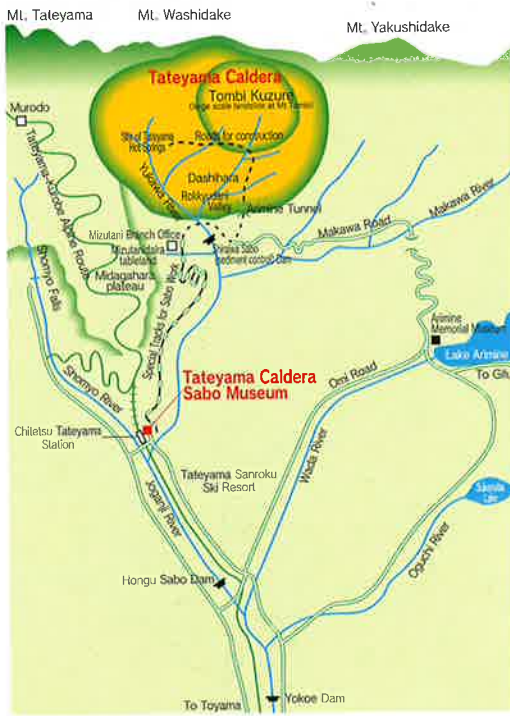 Mt. Tateyama
Mt. Washidake
Mt. Yakushidake
Tateyama Caldera
Tombi Kuzure
(large scale landslide at Mt Tombi)
Murodo
Site of Tateyama
Hot Springs
Roads for construction
Tateyama-Kurobe Alpine Route
Yukawa River
Dashihara
Rokkyudani
Valley
Arimine Tunnel
Makawa River
Makawa Road
Mizutani Branch Office
Mizutanidaira
tableland
Shiraiwa Sabo
(sediment control) Dam
Midagahara
plateau
Shomyo Falls
Special Tracks for Sabo Work
Arimine
Memorial Museum
Lake Arimine
To Gifu
Omi Road
Shomyo River
Tateyama Caldera
Sabo Museum
Chitetsu Tateyama
Station
Wada River
Tateyama Sanroku
Ski Resort
Joganji River
Lake
Oguchi River
Hongu Sabo Dam
To Toyama
Yokoe Dam